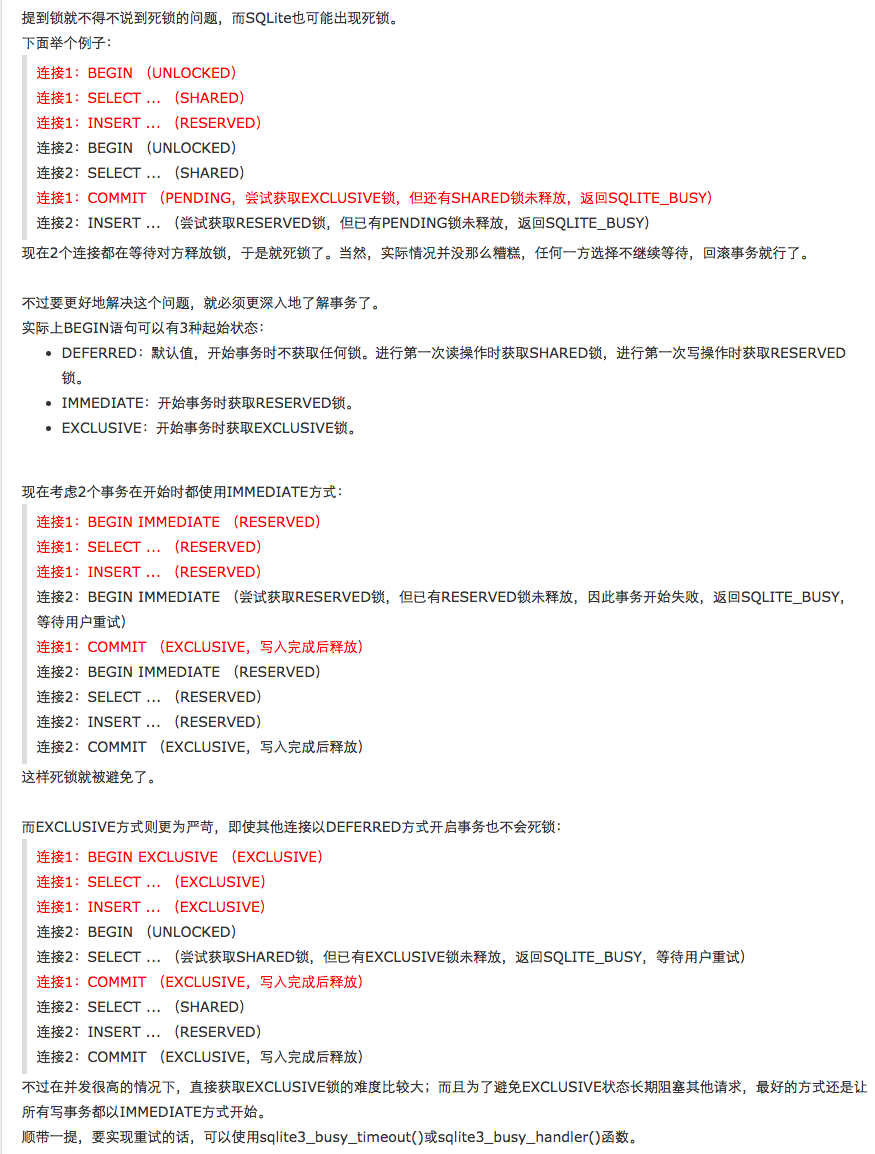 提到锁就不得不说到死锁的问题，而SQLite也可能出现死锁。
下面举个例子：
连接1：BEGIN （UNLOCKED）
连接1：SELECT ... （SHARED）
连接1：INSERT ... （RESERVED）
连接2：BEGIN （UNLOCKED）
连接2：SELECT ... （SHARED）
连接1：COMMIT （PENDING，尝试获取EXCLUSIVE锁，但还有SHARED锁未释放，返回SQLITE_BUSY）
连接2：INSERT ... （尝试获取RESERVED锁，但已有PENDING锁未释放，返回SQLITE_BUSY）
现在2个连接都在等待对方释放锁，于是就死锁了。当然，实际情况并没那么糟糕，任何一方选择不继续等待，回滚事务就行了。
不过要更好地解决这个问题，就必须更深入地了解事务了。
实际上BEGIN语句可以有3种起始状态：
• DEFERRED：默认值，开始事务时不获取任何锁。进行第一次读操作时获取SHARED锁，进行第一次写操作时获取RESERVED
锁。
• IMMEDIATE：开始事务时获取RESERVED锁。
• EXCLUSIVE：开始事务时获取EXCLUSIVE锁。
现在考虑2个事务在开始时都使用IMMEDIATE方式：
连接1：BEGIN IMMEDIATE （RESERVED）
连接1：SELECT ... （RESERVED）
连接1：INSERT ... （RESERVED）
连接2：BEGIN IMMEDIATE （尝试获取RESERVED锁，但已有RESERVED锁未释放，因此事务开始失败，返回SQLITE_BUSY，
等待用户重试）
连接1：COMMIT （EXCLUSIVE，写入完成后释放）
连接2：BEGIN IMMEDIATE （RESERVED）
连接2：SELECT ... （RESERVED）
连接2：INSERT ... （RESERVED）
连接2：COMMIT （EXCLUSIVE，写入完成后释放）
这样死锁就被避免了。
而EXCLUSIVE方式则更为严苛，即使其他连接以DEFERRED方式开启事务也不会死锁：
连接1：BEGIN EXCLUSIVE （EXCLUSIVE）
连接1：SELECT ... （EXCLUSIVE）
连接1：INSERT ... （EXCLUSIVE）
连接2：BEGIN （UNLOCKED）
连接2：SELECT ... （尝试获取SHARED锁，但已有EXCLUSIVE锁未释放，返回SQLITE_BUSY，等待用户重试）
连接1：COMMIT （EXCLUSIVE，写入完成后释放）
连接2：SELECT ... （SHARED）
连接2：INSERT ... （RESERVED）
连接2：COMMIT （EXCLUSIVE，写入完成后释放）
不过在并发很高的情况下，直接获取EXCLUSIVE锁的难度比较大；而且为了避免EXCLUSIVE状态长期阻塞其他请求，最好的方式还是让
所有写事务都以IMMEDIATE方式开始。
顺带一提，要实现重试的话，可以使用sqlite3_busy_timeout()或sqlite3_busy_handler()函数。